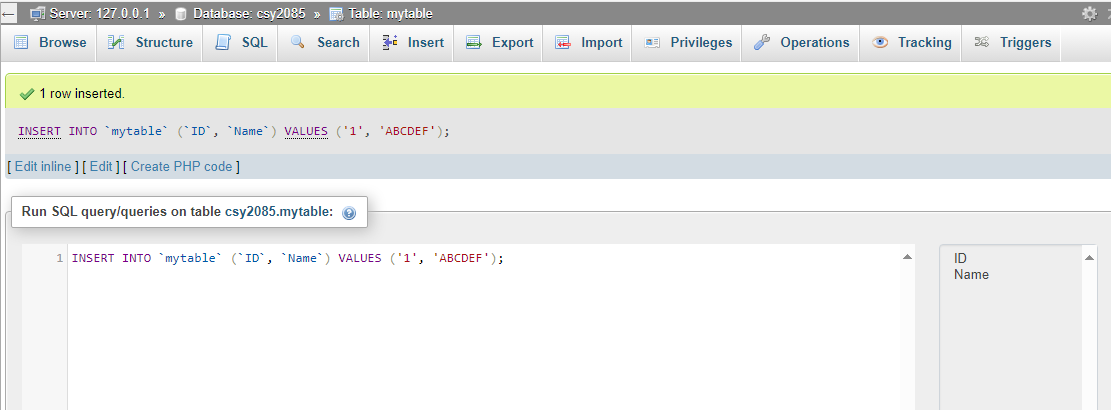 Server: 127.0.0.1 » Database: csy2085 » Table: mytable
Browse Structure SQL Search Insert Export Import Privileges Operations Tracking Triggers
1 row inserted.
INSERT INTO `mytable` (`ID`, `Name`) VALUES ('1', 'ABCDEF');
[ Edit inline ] [ Edit ] [ Create PHP code ]
Run SQL query/queries on table csy2085.mytable:
1 INSERT INTO `mytable` (`ID`, `Name`) VALUES ('1', 'ABCDEF');
ID
Name